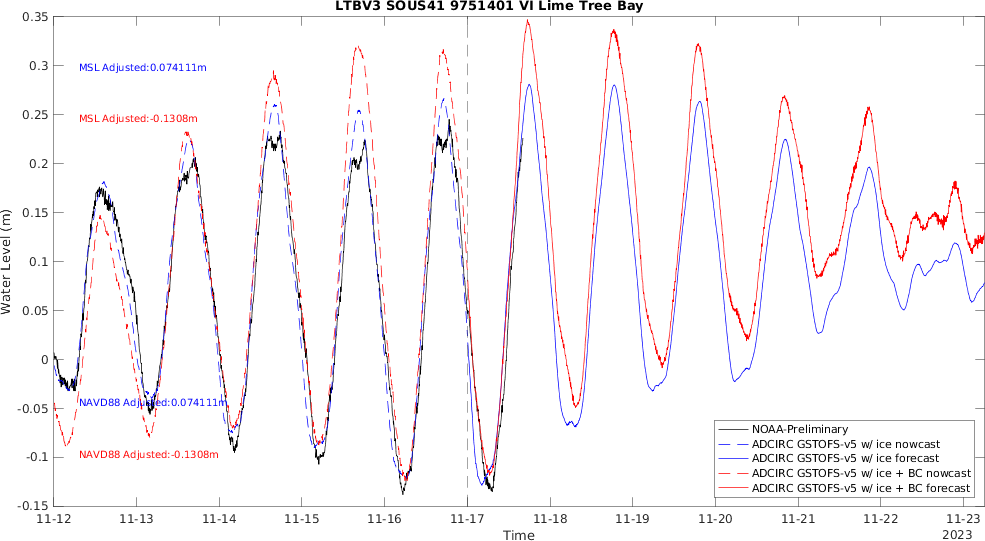 LTBV3 SOUS41 9751401 VI Lime Tree Bay
0.35
0.3
0.25
0.2
0.15
0.1
0.05
0
-0.05
-0.1
-0.15
Water Level (m)
MSL Adjusted:0.074111m
MSL Adjusted:-0.1308m
NAVD88 Adjusted:0.074111m
NAVD88 Adjusted:-0.1308m
NOAA-Preliminary
ADCIRC GSTOFS-v5 w/ ice nowcast
ADCIRC GSTOFS-v5 w/ ice forecast
ADCIRC GSTOFS-v5 w/ ice + BC nowcast
ADCIRC GSTOFS-v5 w/ ice + BC forecast
11-12 11-13 11-14 11-15 11-16 11-17 11-18 11-19 11-20 11-21 11-22 11-23
Time
2023